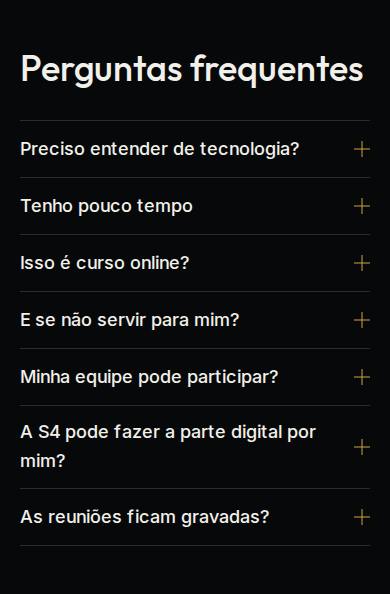 Perguntas frequentes
Preciso entender de tecnologia?
Tenho pouco tempo
Isso é curso online?
E se não servir para mim?
Minha equipe pode participar?
A S4 pode fazer a parte digital por
mim?
As reuniões ficam gravadas?